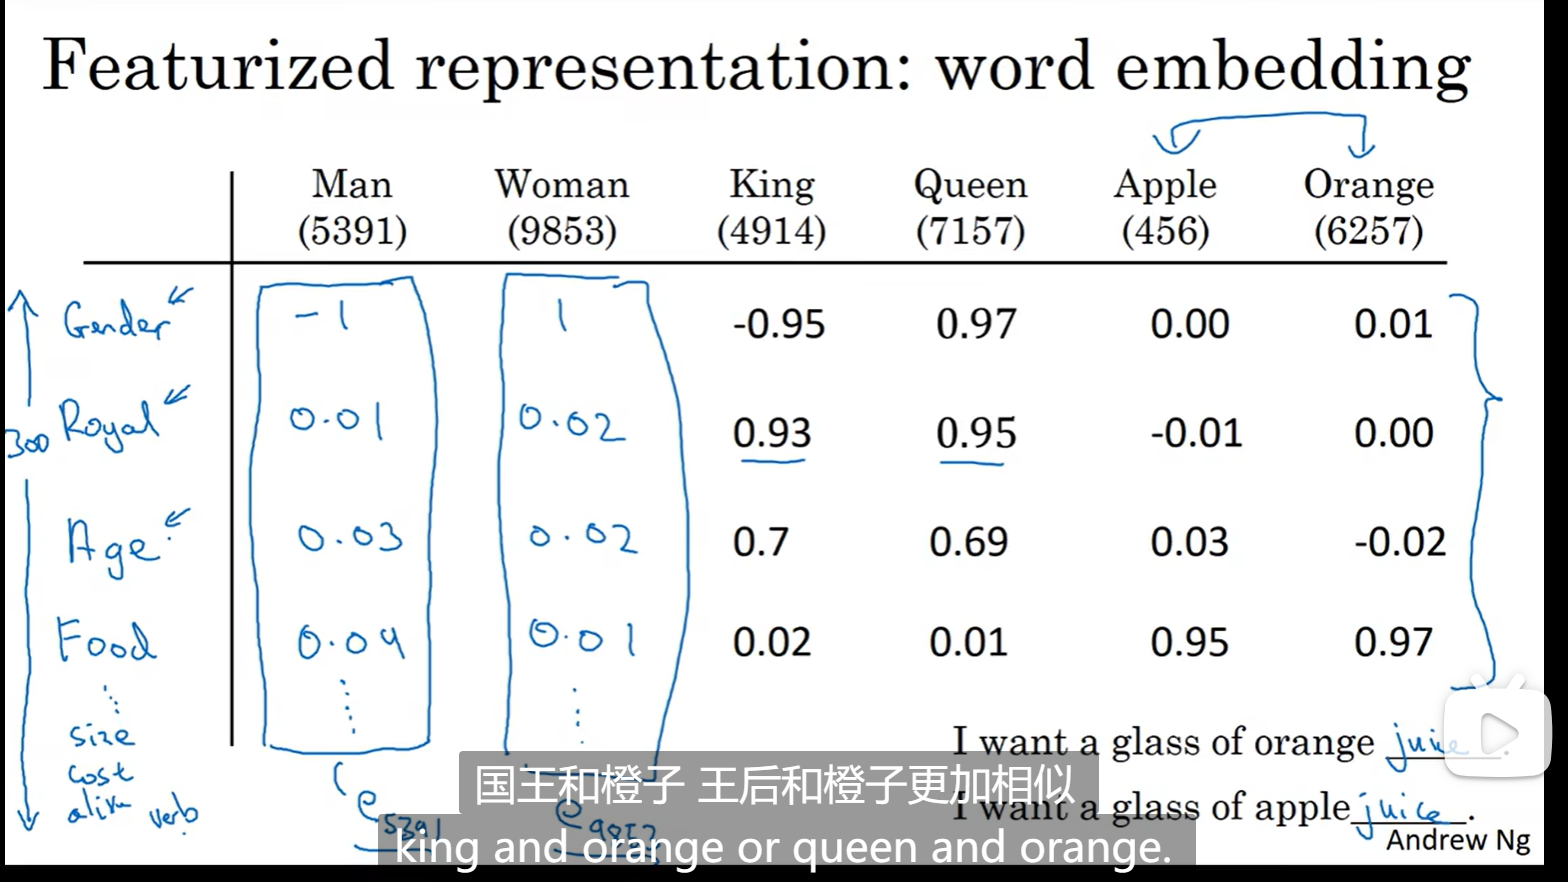 Featurized representation: word embedding
Man Woman King Queen Apple Orange
(5391) (9853) (4914) (7157) (456) (6257)
Gender -1 1 -0.95 0.97 0.00 0.01
300 Royal 0.01 0.02 0.93 0.95 -0.01 0.00
Age 0.03 0.02 0.7 0.69 0.03 -0.02
Food 0.04 0.01 0.02 0.01 0.95 0.97
size
cost
alive verb
I want a glass of orange juice.
I want a glass of apple juice.
e5391 e9853
国王和橙子 王后和橙子更加相似
king and orange or queen and orange.
Andrew Ng